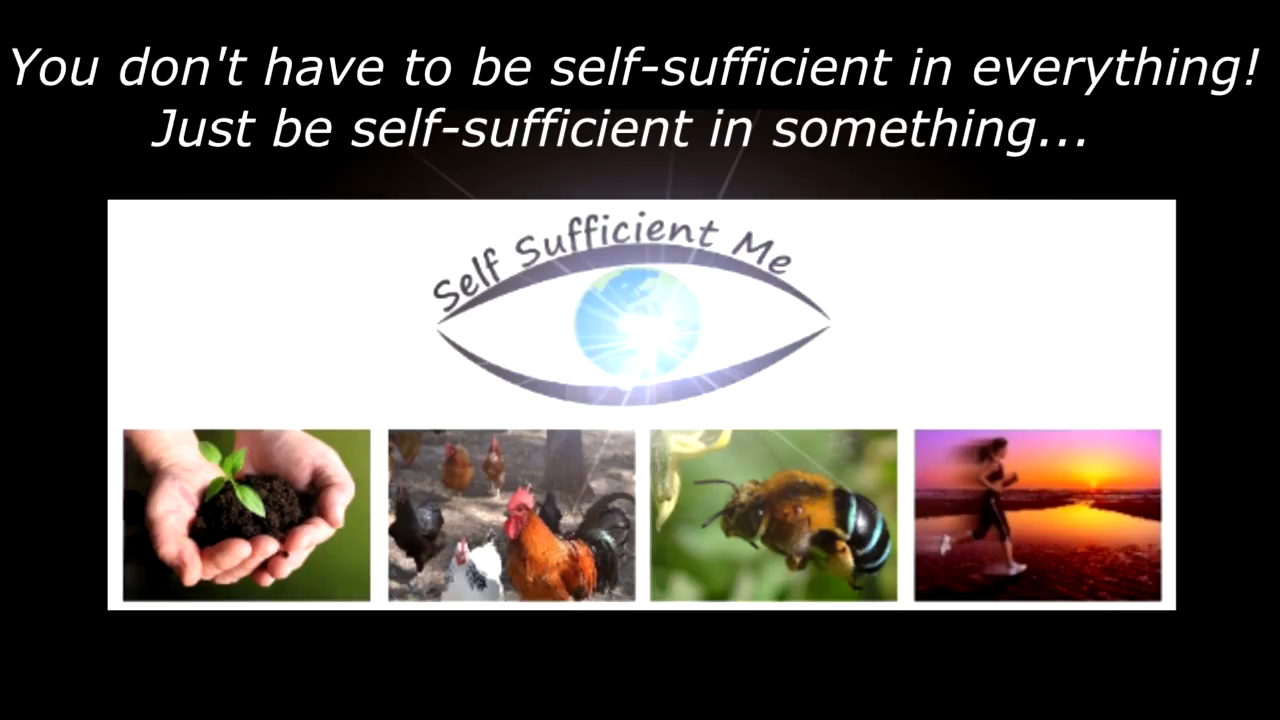 You don't have to be self-sufficient in everything!
Just be self-sufficient in something...
Self Sufficient Me